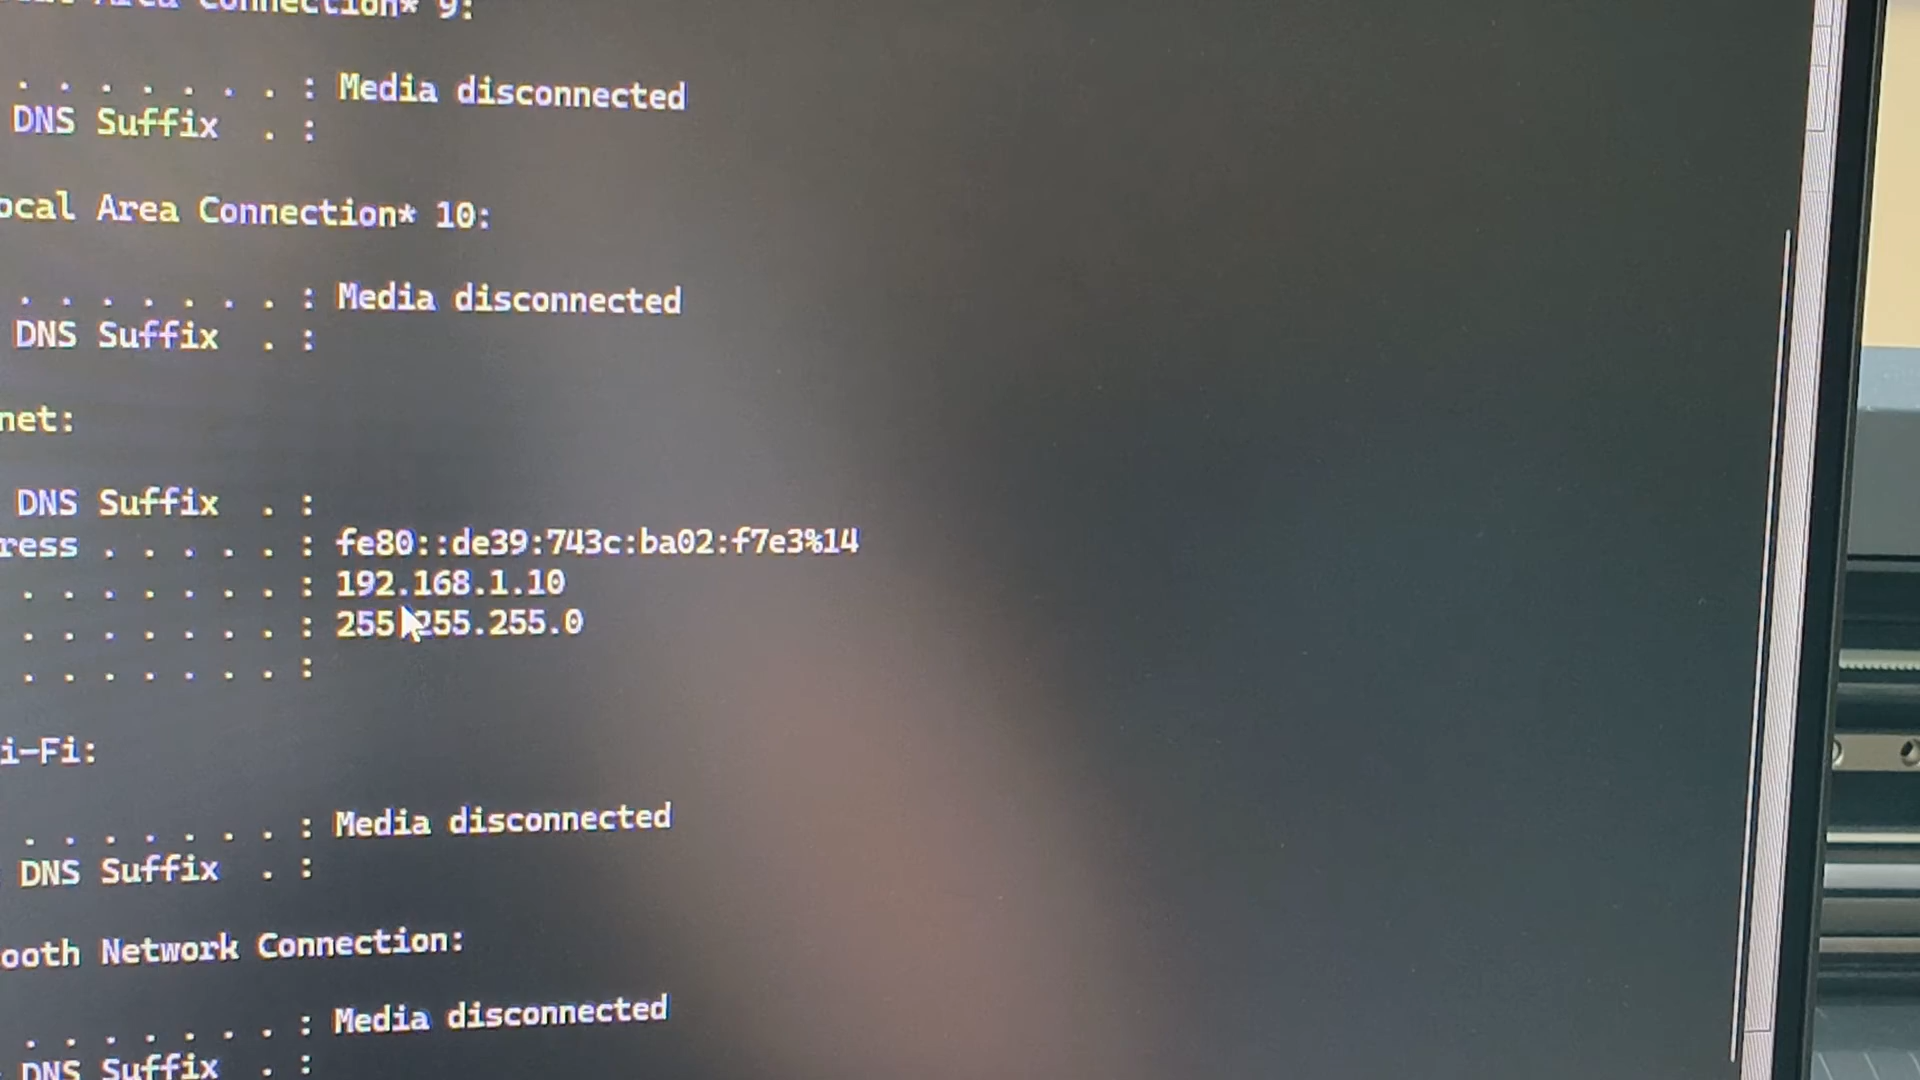 Connection* 9:
. . . . . . . : Media disconnected
DNS Suffix . :
ocal Area Connection* 10:
. . . . . . . : Media disconnected
DNS Suffix . :
net:
DNS Suffix . :
ress . . . . . : fe80::de39:743c:ba02:f7e3%14
. . . . . . . : 192.168.1.10
. . . . . . . : 255.255.255.0
. . . . . . . :
i-Fi:
. . . . . . . : Media disconnected
DNS Suffix . :
ooth Network Connection:
. . . . . . . : Media disconnected
DNS Suffix . :